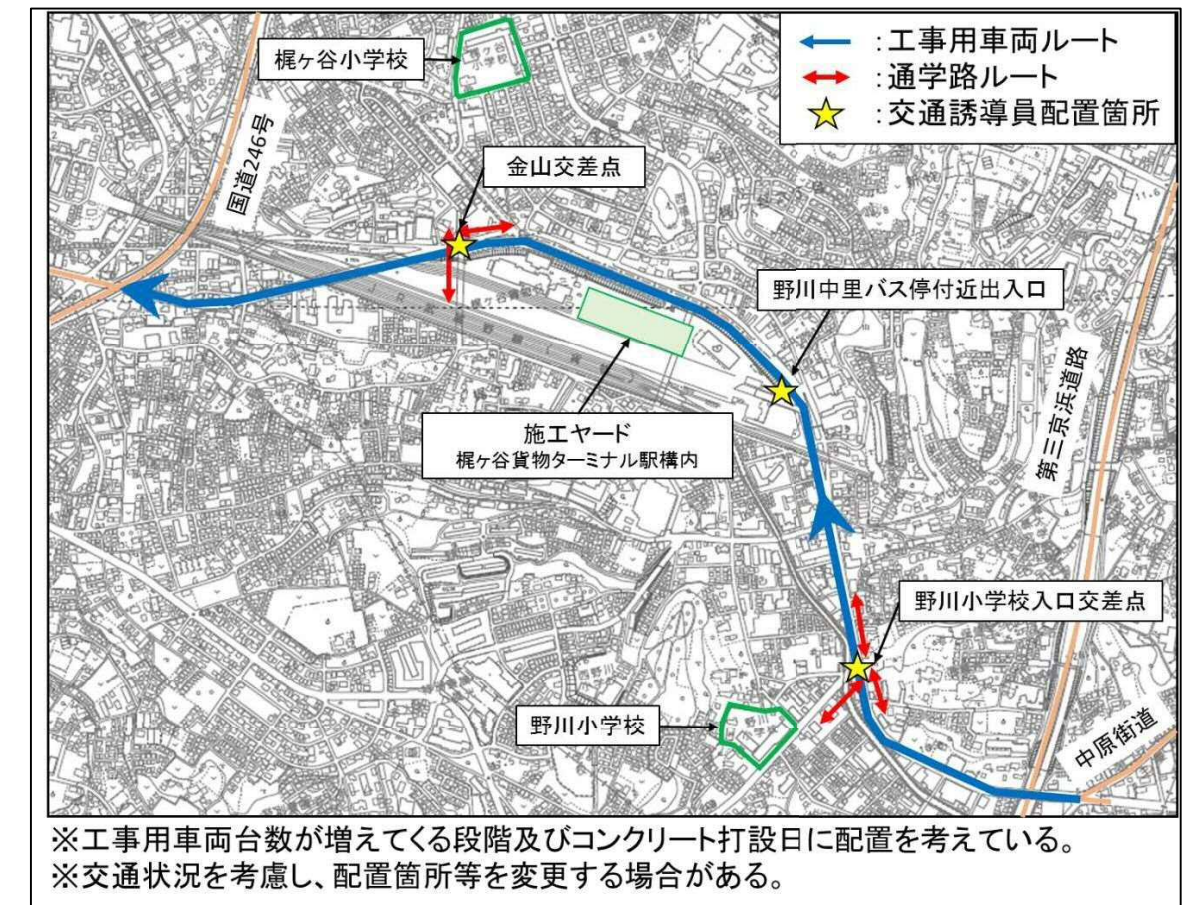 ：工事用車両ルート
：通学路ルート
：交通誘導員配置箇所
梶ヶ谷小学校
国道246号
金山交差点
野川中里バス停付近出入口
第三京浜道路
施工ヤード
梶ヶ谷貨物ターミナル駅構内
野川小学校入口交差点
野川小学校
中原街道
※工事用車両台数が増えてくる段階及びコンクリート打設日に配置を考えている。
※交通状況を考慮し、配置箇所等を変更する場合がある。